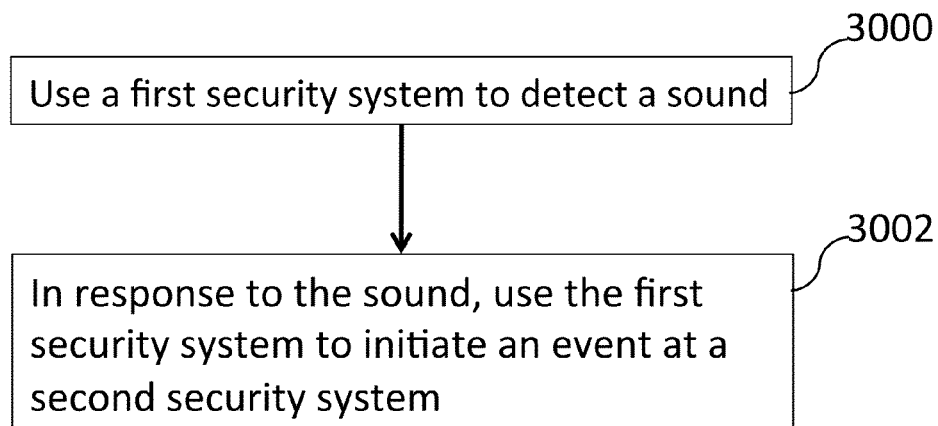 3000
Use a first security system to detect a sound
3002
In response to the sound, use the first
security system to initiate an event at a
second security system